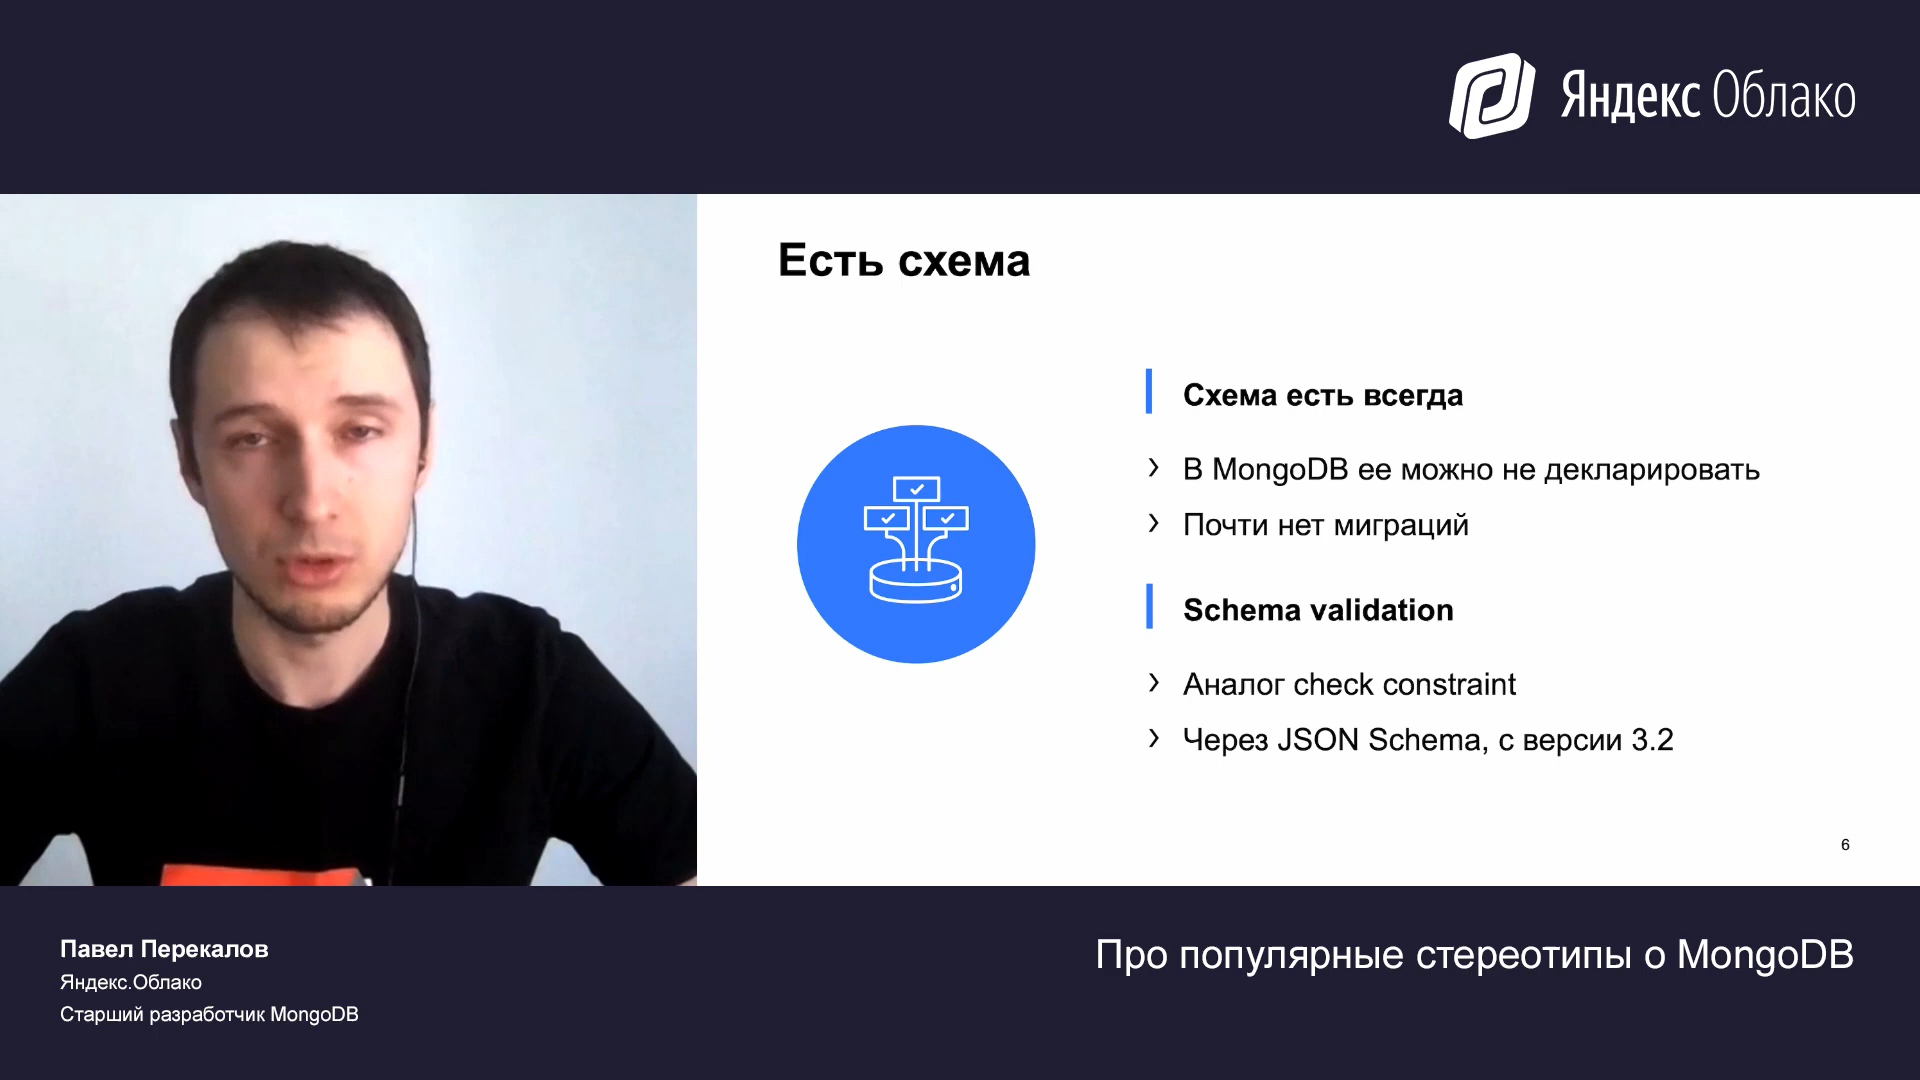 Яндекс Облако
Есть схема
Схема есть всегда
В MongoDB ее можно не декларировать
Почти нет миграций
Schema validation
Аналог check constraint
Через JSON Schema, с версии 3.2
6
Павел Перекалов
Яндекс.Облако
Старший разработчик MongoDB
Про популярные стереотипы о MongoDB